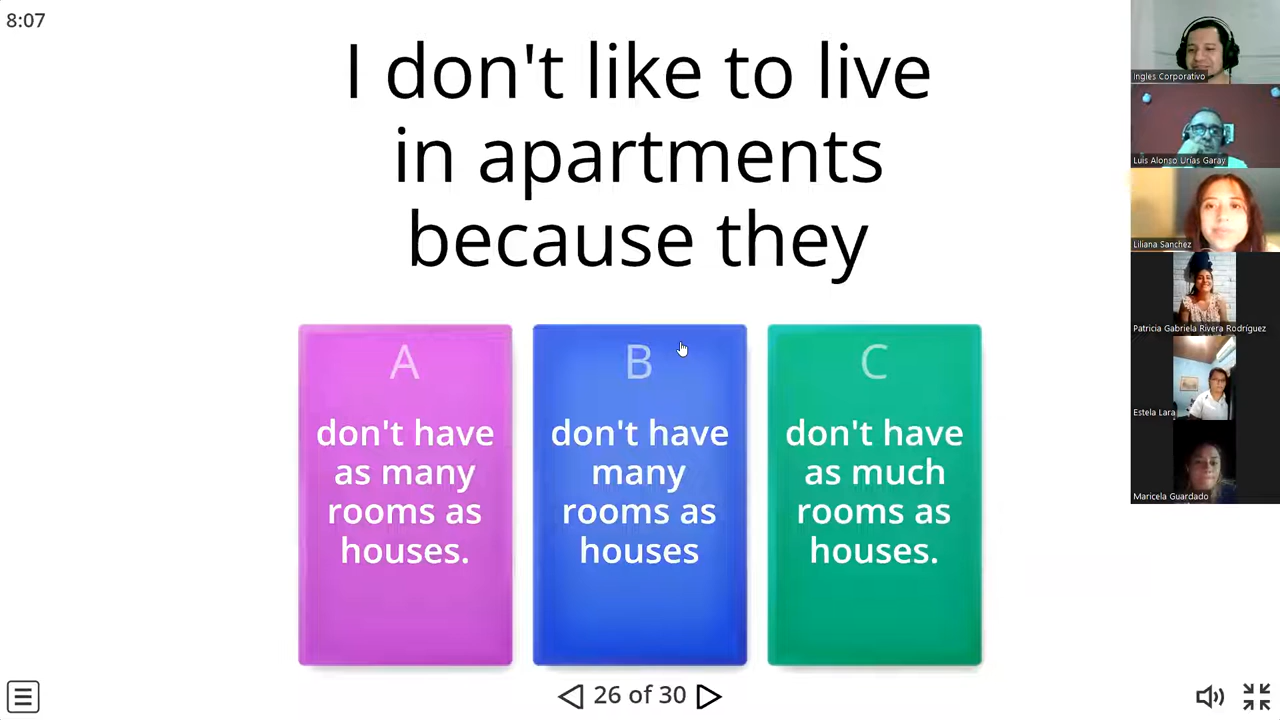 8:07
I don't like to live
in apartments
because they
A
don't have
as many
rooms as
houses.
B
don't have
many
rooms as
houses
C
don't have
as much
rooms as
houses.
26 of 30
Ingles Corporativo
Luis Alonso Urias Garay
Liliana Sanchez
Patricia Gabriela Rivera Rodríguez
Estela Lara
Maricela Guardado